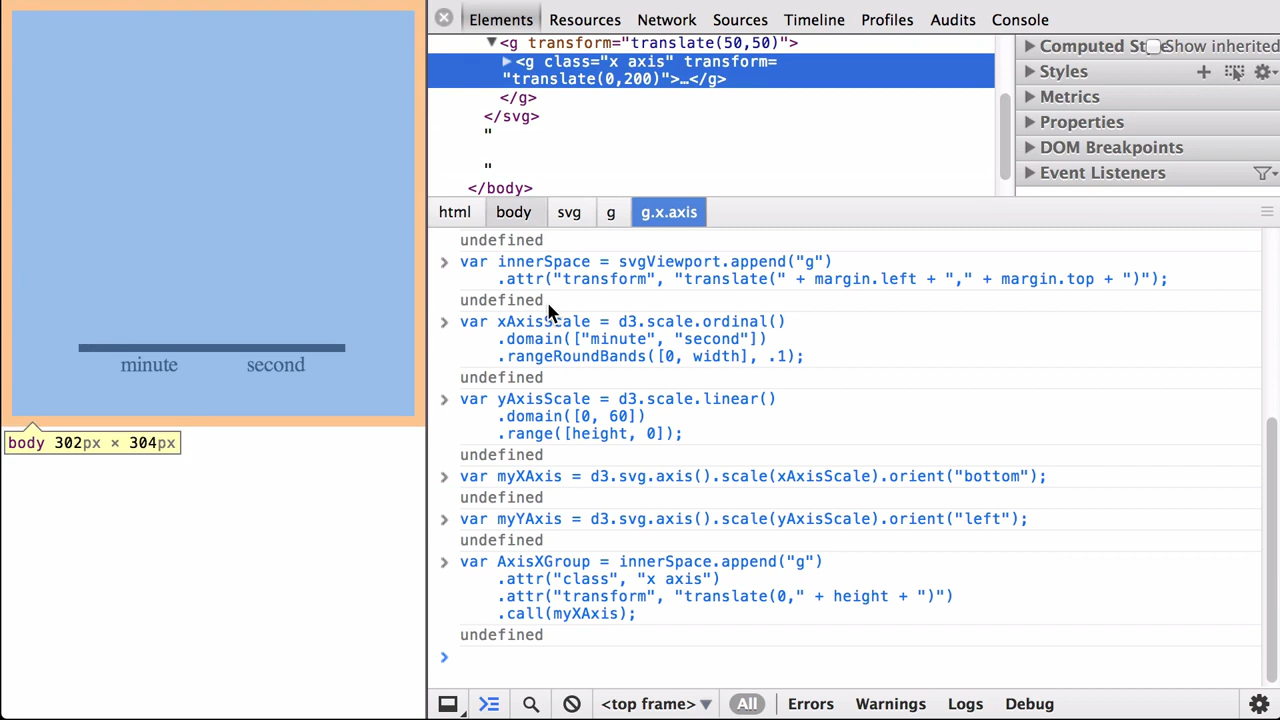 minute second
body 302px × 304px
Elements Resources Network Sources Timeline Profiles Audits Console
▼<g transform="translate(50,50)">
▶<g class="x axis" transform=
"translate(0,200)">…</g>
</g>
</svg>
"
"
</body>
Computed Show inherited
Styles
Metrics
Properties
DOM Breakpoints
Event Listeners
html body svg g g.x.axis
undefined
var innerSpace = svgViewport.append("g")
.attr("transform", "translate(" + margin.left + "," + margin.top + ")");
undefined
var xAxisScale = d3.scale.ordinal()
.domain(["minute", "second"])
.rangeRoundBands([0, width], .1);
undefined
var yAxisScale = d3.scale.linear()
.domain([0, 60])
.range([height, 0]);
undefined
var myXAxis = d3.svg.axis().scale(xAxisScale).orient("bottom");
undefined
var myYAxis = d3.svg.axis().scale(yAxisScale).orient("left");
undefined
var AxisXGroup = innerSpace.append("g")
.attr("class", "x axis")
.attr("transform", "translate(0," + height + ")")
.call(myXAxis);
undefined
<top frame> ▼ All Errors Warnings Logs Debug